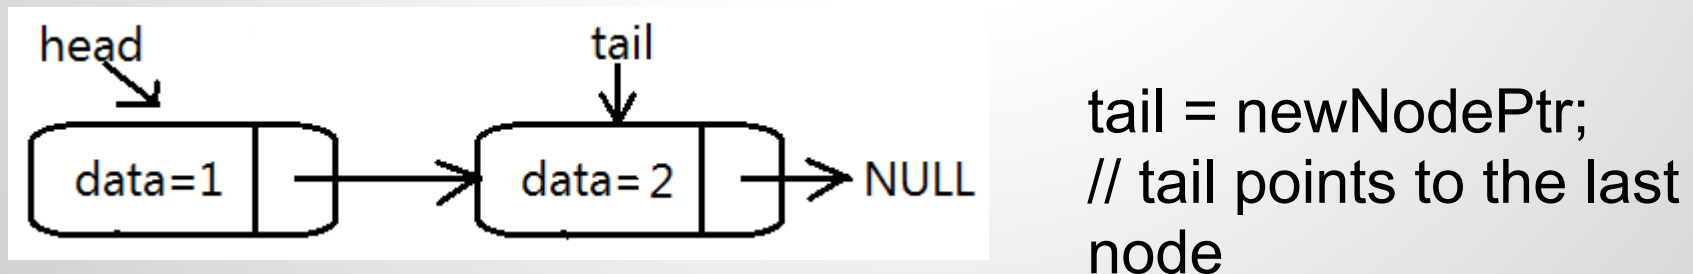 head
tail
data=1
data=2
NULL
tail = newNodePtr;
// tail points to the last
node